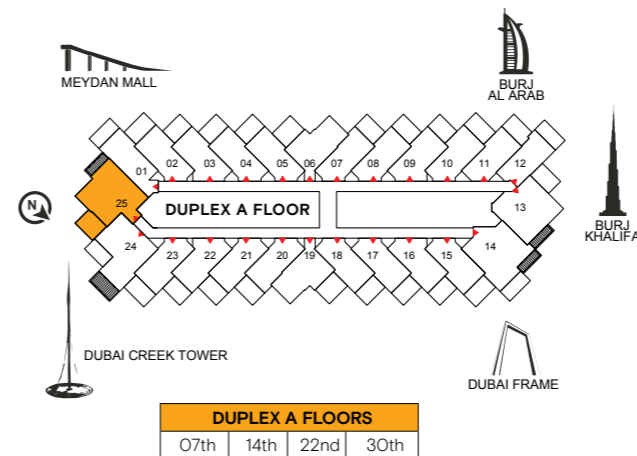 MEYDAN MALL
BURJ
AL ARAB
01 02 03 04 05 06 07 08 09 10 11 12
N
25
DUPLEX A FLOOR
13
BURJ
KHALIFA
24 23 22 21 20 19 18 17 16 15 14
DUBAI CREEK TOWER
DUBAI FRAME
DUPLEX A FLOORS
07th 14th 22nd 30th